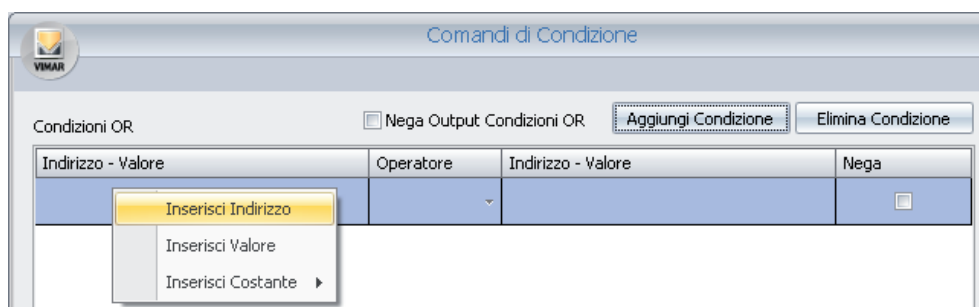 Comandi di Condizione
VIMAR
Condizioni OR
Nega Output Condizioni OR
Aggiungi Condizione
Elimina Condizione
Indirizzo - Valore
Operatore
Indirizzo - Valore
Nega
Inserisci Indirizzo
Inserisci Valore
Inserisci Costante